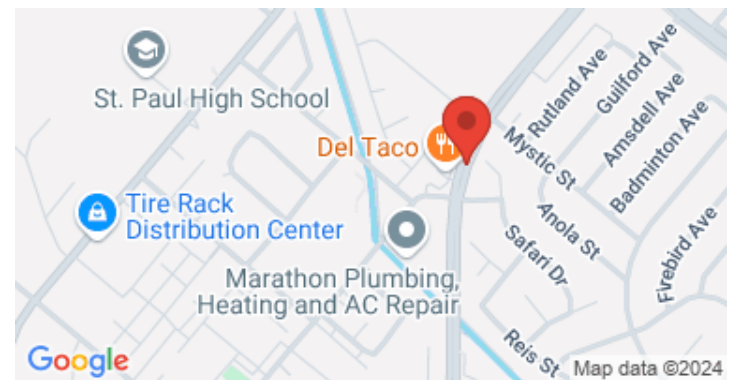 St. Paul High School
Del Taco
Tire Rack
Distribution Center
Marathon Plumbing,
Heating and AC Repair
Rutland Ave
Guilford Ave
Amsdell Ave
Badminton Ave
Mystic St
Anola St
Safari Dr
Firebird Ave
Reis St
Google
Map data ©2024